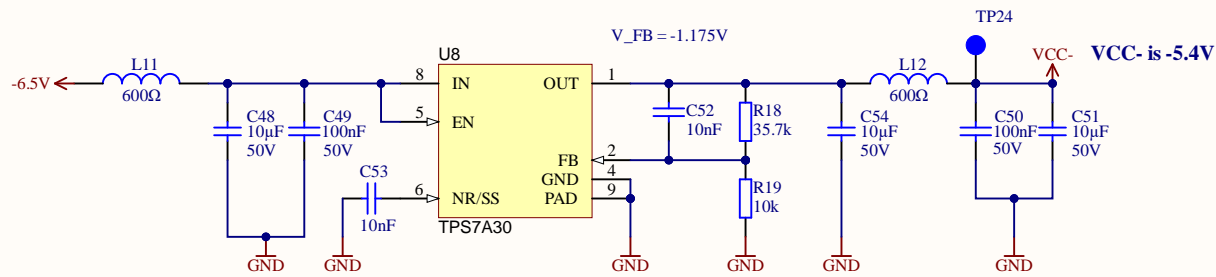 TP24
V_FB = -1.175V
U8
VCC-
VCC- is -5.4V
-6.5V
L11
600Ω
8
IN
OUT
1
L12
600Ω
C48
10µF
50V
C49
100nF
50V
5
EN
C52
10nF
R18
35.7k
C54
10µF
50V
C50
100nF
50V
C51
10µF
50V
FB
2
GND
4
PAD
9
C53
10nF
6
NR/SS
R19
10k
TPS7A30
GND
GND
GND
GND
GND
GND